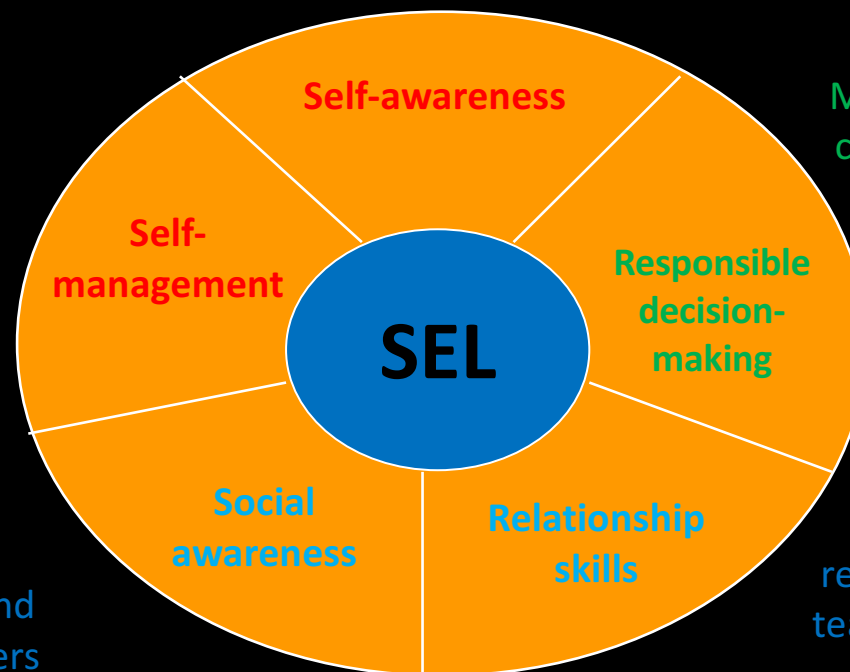 Self-awareness
Self-
management
SEL
Responsible
decision-
making
Social
awareness
Relationship
skills